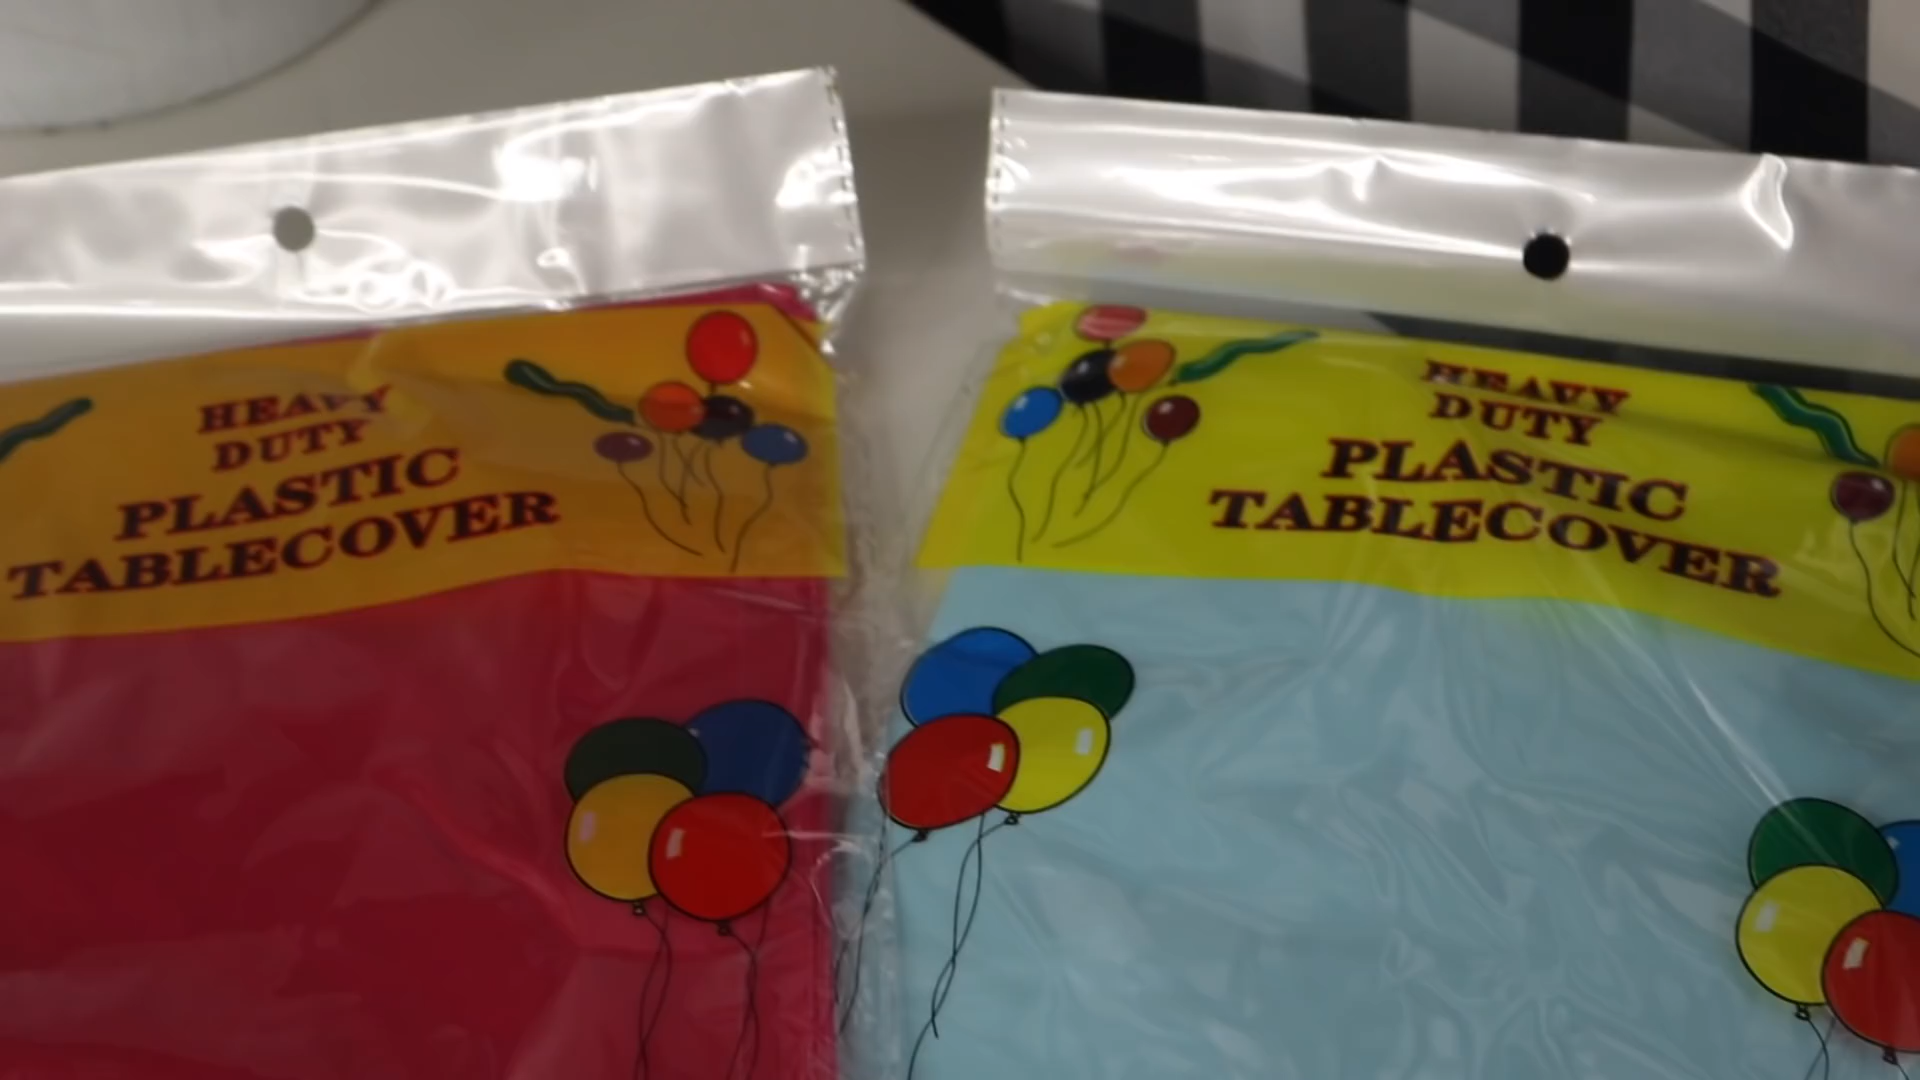 HEAVY
DUTY
PLASTIC
TABLECOVER
HEAVY
DUTY
PLASTIC
TABLECOVER